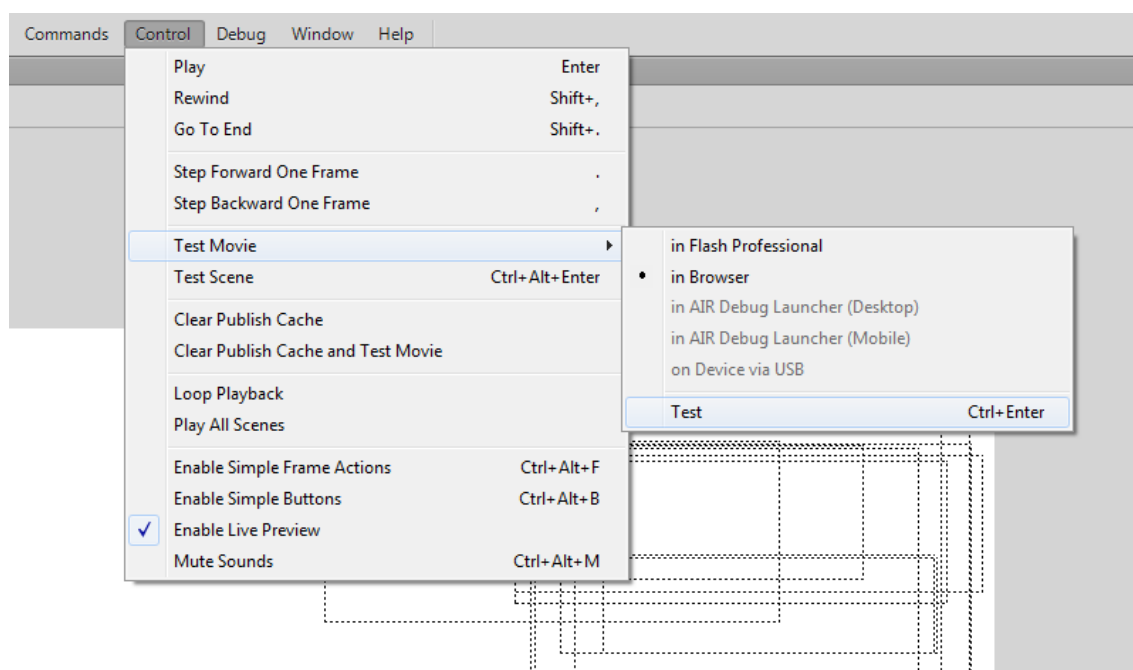 Commands Control Debug Window Help
Play Enter
Rewind Shift+,
Go To End Shift+.
Step Forward One Frame .
Step Backward One Frame ,
Test Movie
Test Scene Ctrl+Alt+Enter
Clear Publish Cache
Clear Publish Cache and Test Movie
Loop Playback
Play All Scenes
Enable Simple Frame Actions Ctrl+Alt+F
Enable Simple Buttons Ctrl+Alt+B
Enable Live Preview
Mute Sounds Ctrl+Alt+M
in Flash Professional
in Browser
in AIR Debug Launcher (Desktop)
in AIR Debug Launcher (Mobile)
on Device via USB
Test Ctrl+Enter